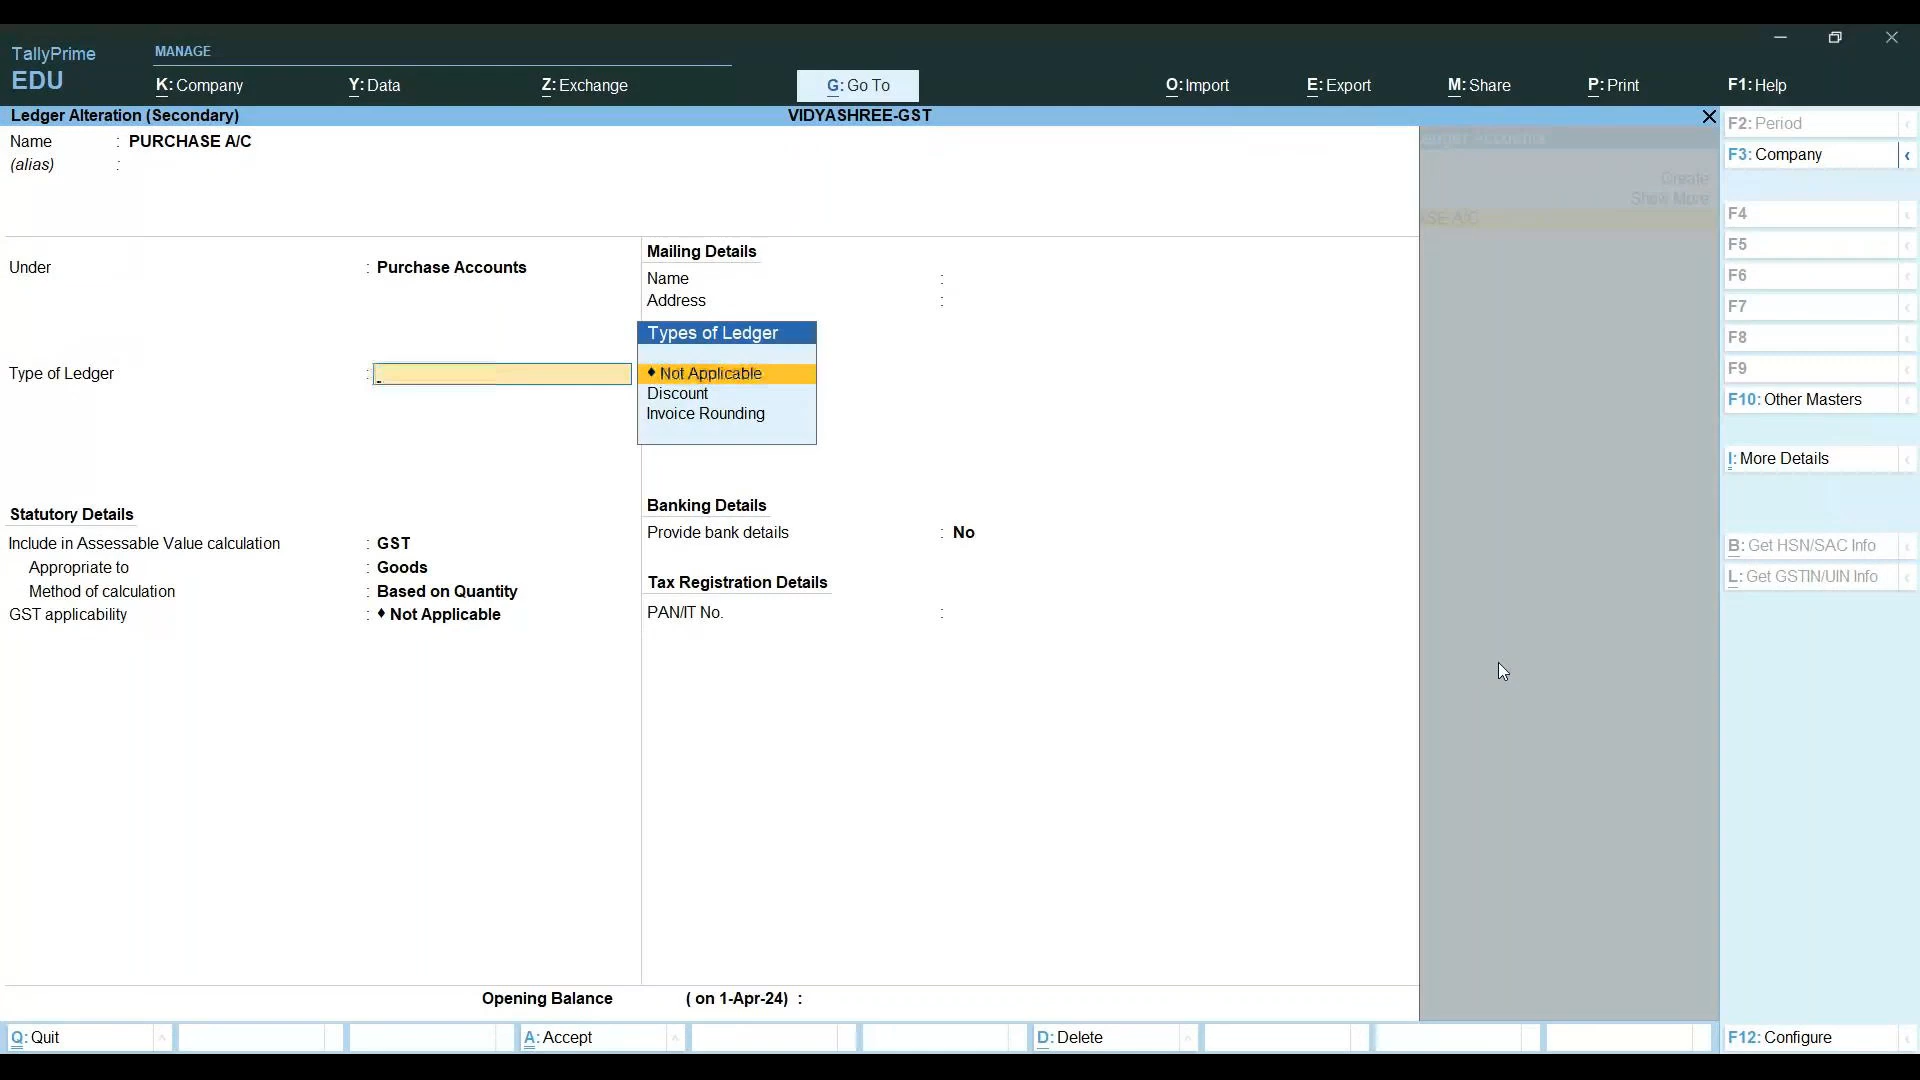 TallyPrime
EDU
MANAGE
K: Company
Y: Data
Z: Exchange
G: Go To
O: Import
E: Export
M: Share
P: Print
F1: Help
Ledger Alteration (Secondary)
VIDYASHREE-GST
Name : PURCHASE A/C
(alias) :
Under : Purchase Accounts
Type of Ledger :
Statutory Details
Include in Assessable Value calculation : GST
Appropriate to : Goods
Method of calculation : Based on Quantity
GST applicability : ♦ Not Applicable
Mailing Details
Name :
Address :
Types of Ledger
♦ Not Applicable
Discount
Invoice Rounding
Banking Details
Provide bank details : No
Tax Registration Details
PAN/IT No. :
Opening Balance ( on 1-Apr-24) :
Create
Show More
SE A/C
F2: Period
F3: Company
F4
F5
F6
F7
F8
F9
F10: Other Masters
I: More Details
B: Get HSN/SAC Info
L: Get GSTIN/UIN Info
Q: Quit
A: Accept
D: Delete
F12: Configure